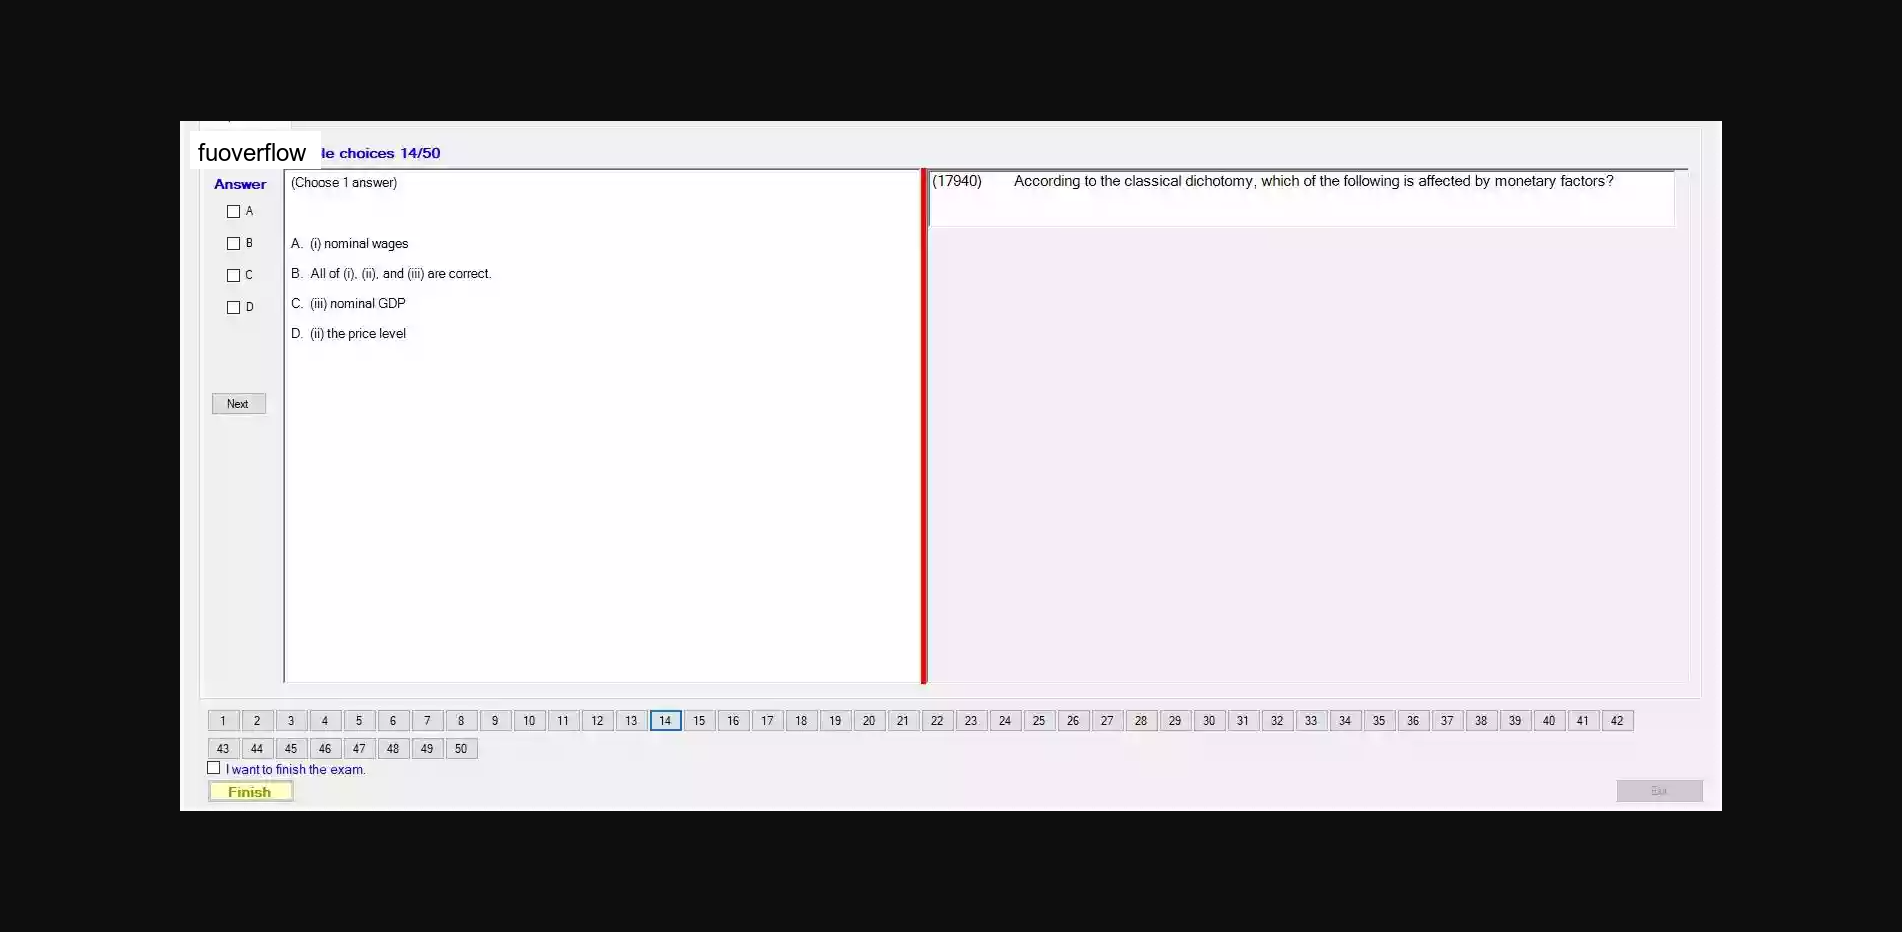 fuoverflow
le choices 14/50
Answer
(Choose 1 answer)
A
B
C
D
A. (i) nominal wages
B. All of (i), (ii), and (iii) are correct.
C. (iii) nominal GDP
D. (ii) the price level
Next
(17940) According to the classical dichotomy, which of the following is affected by monetary factors?
1 2 3 4 5 6 7 8 9 10 11 12 13 14 15 16 17 18 19 20 21 22 23 24 25 26 27 28 29 30 31 32 33 34 35 36 37 38 39 40 41 42
43 44 45 46 47 48 49 50
I want to finish the exam.
Finish
Exit